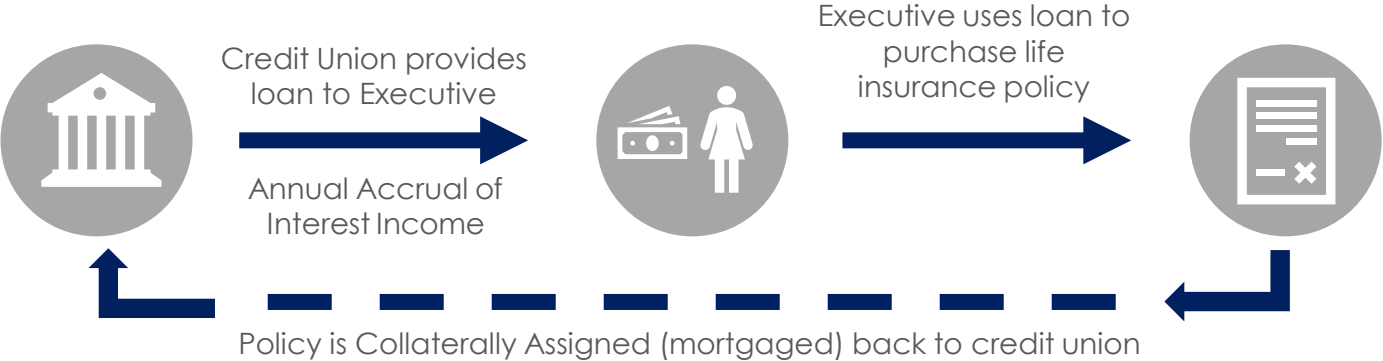 Credit Union provides
loan to Executive
Annual Accrual of
Interest Income
Executive uses loan to
purchase life
insurance policy
Policy is Collaterally Assigned (mortgaged) back to credit union